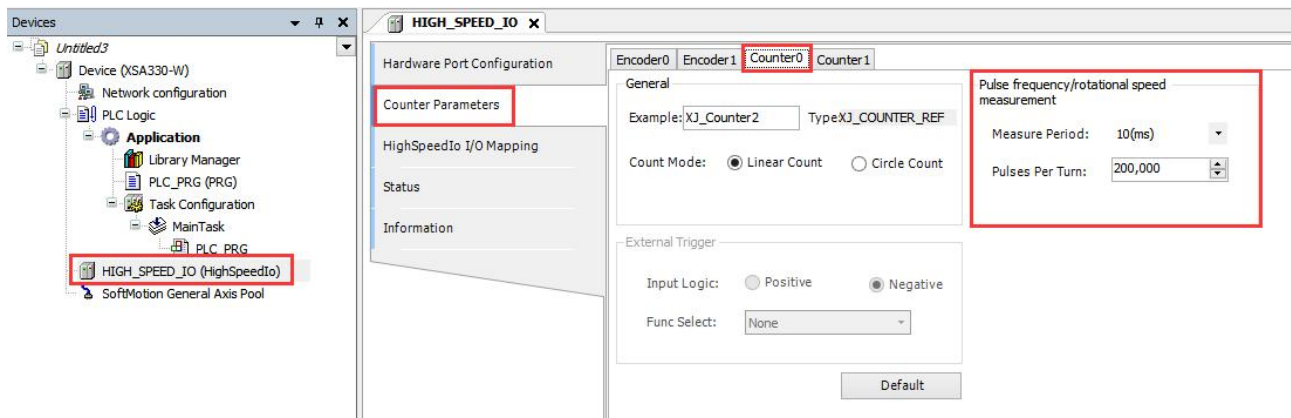 Devices
Untitled3
Device (XSA330-W)
Network configuration
PLC Logic
Application
Library Manager
PLC_PRG (PRG)
Task Configuration
MainTask
PLC_PRG
HIGH_SPEED_IO (HighSpeedIo)
SoftMotion General Axis Pool
HIGH_SPEED_IO
Hardware Port Configuration
Counter Parameters
HighSpeedIo I/O Mapping
Status
Information
Encoder0 Encoder1 Counter0 Counter1
General
Example: XJ_Counter2 Type:XJ_COUNTER_REF
Count Mode: Linear Count Circle Count
External Trigger
Input Logic: Positive Negative
Func Select: None
Default
Pulse frequency/rotational speed
measurement
Measure Period: 10(ms)
Pulses Per Turn: 200,000